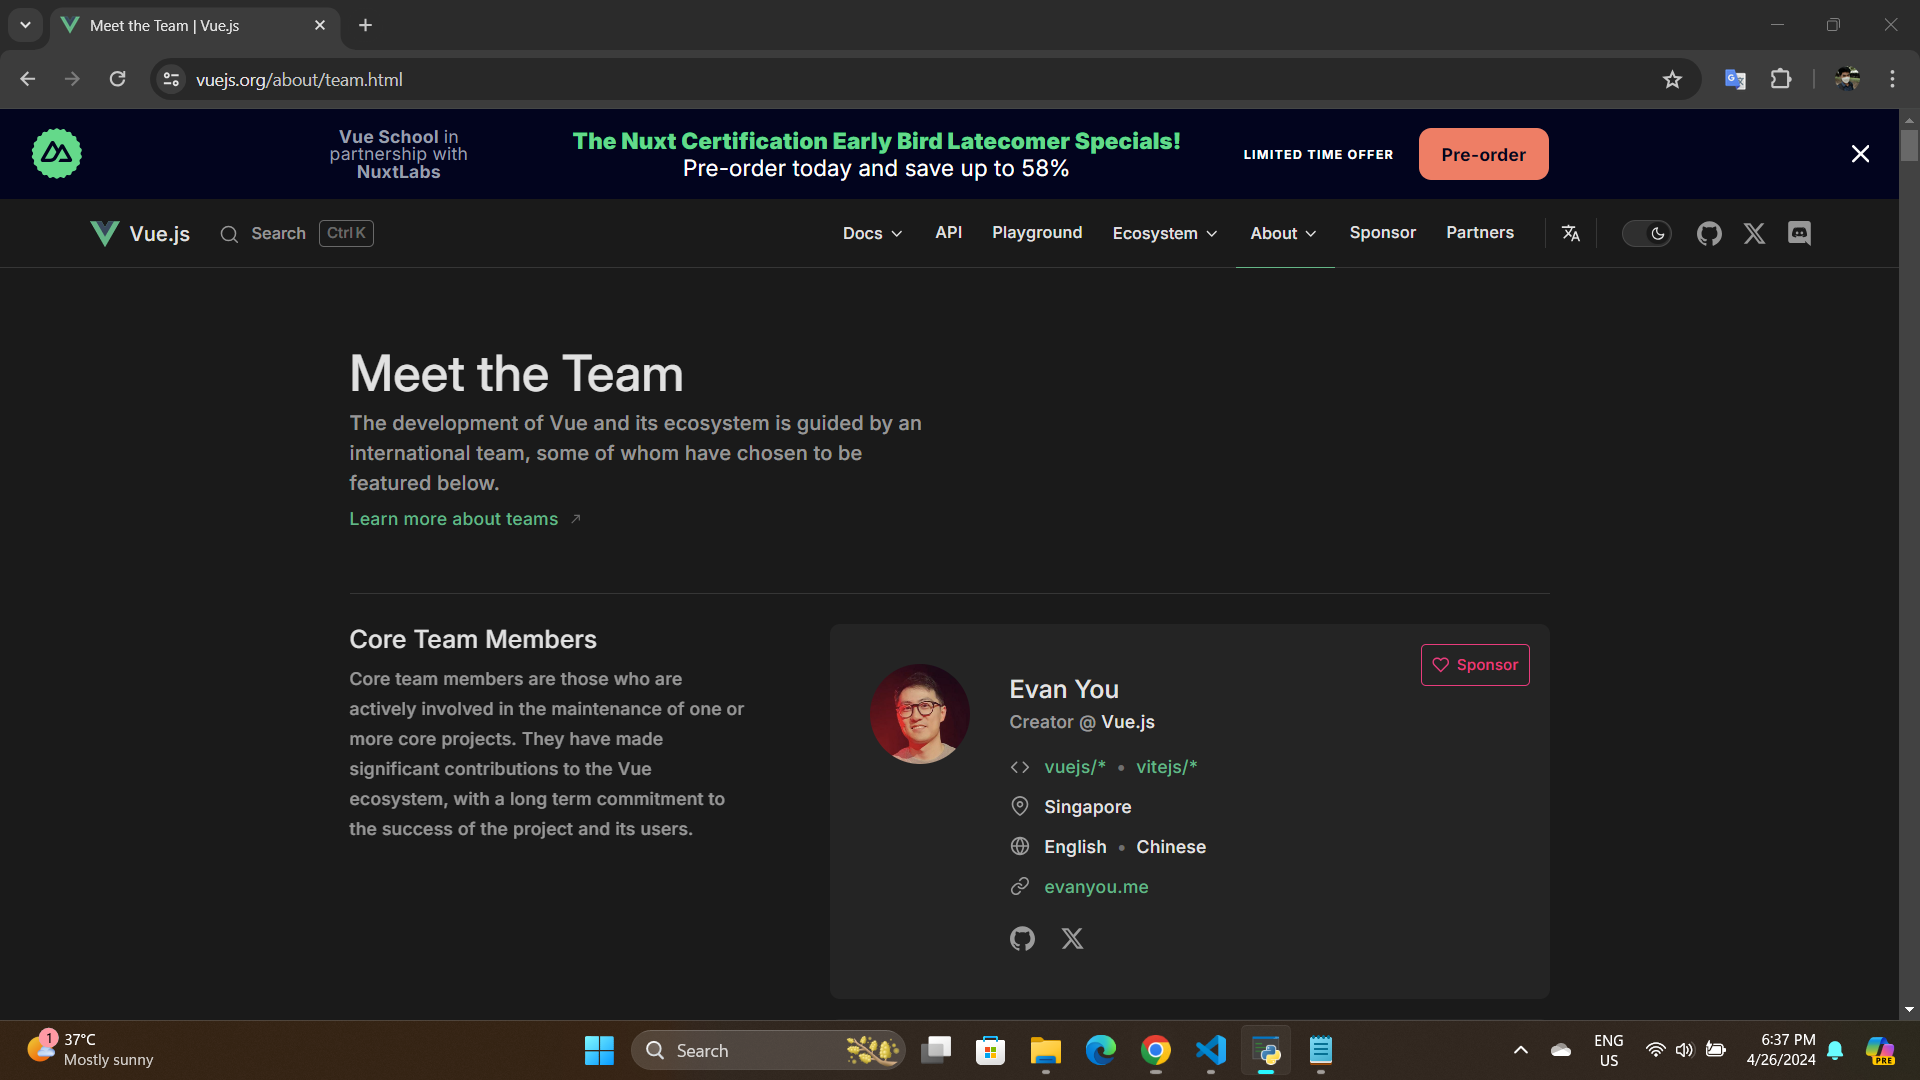 Meet the Team | Vue.js
vuejs.org/about/team.html
Vue School in
partnership with
NuxtLabs
The Nuxt Certification Early Bird Latecomer Specials!
Pre-order today and save up to 58%
LIMITED TIME OFFER
Pre-order
Vue.js
Search
Ctrl K
Docs
API
Playground
Ecosystem
About
Sponsor
Partners
Meet the Team
The development of Vue and its ecosystem is guided by an
international team, some of whom have chosen to be
featured below.
Learn more about teams
Core Team Members
Core team members are those who are
actively involved in the maintenance of one or
more core projects. They have made
significant contributions to the Vue
ecosystem, with a long term commitment to
the success of the project and its users.
Sponsor
Evan You
Creator @ Vue.js
vuejs/* • vitejs/*
Singapore
English • Chinese
evanyou.me
1
37°C
Mostly sunny
Search
ENG
US
6:37 PM
4/26/2024
PRE